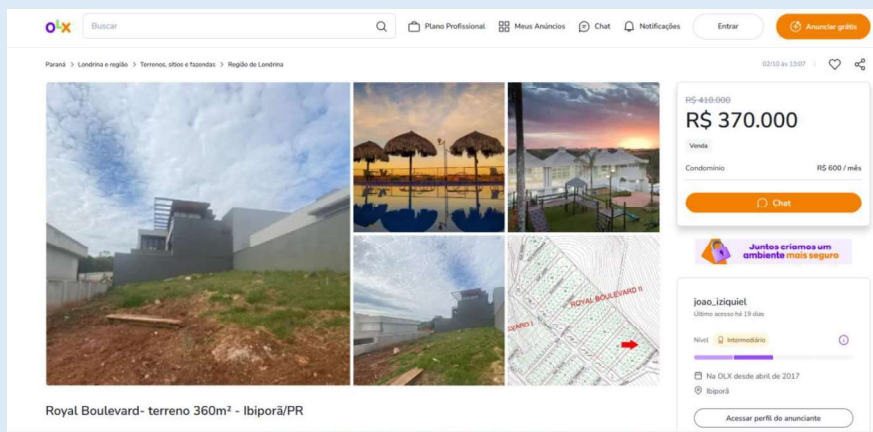 OLX
Buscar
Plano Profissional
Meus Anúncios
Chat
Notificações
Entrar
Anunciar grátis
Paraná > Londrina e região > Terrenos, sítios e fazendas > Região de Londrina
02/10 às 13:07
R$ 410.000
R$ 370.000
Venda
Condomínio R$ 600 / mês
Chat
Juntos criamos um
ambiente mais seguro
ROYAL BOULEVARD II
joao_iziquiel
Último acesso há 19 dias
Nível Intermediário
Na OLX desde abril de 2017
Ibiporã
Acessar perfil do anunciante
Royal Boulevard- terreno 360m² - Ibiporã/PR